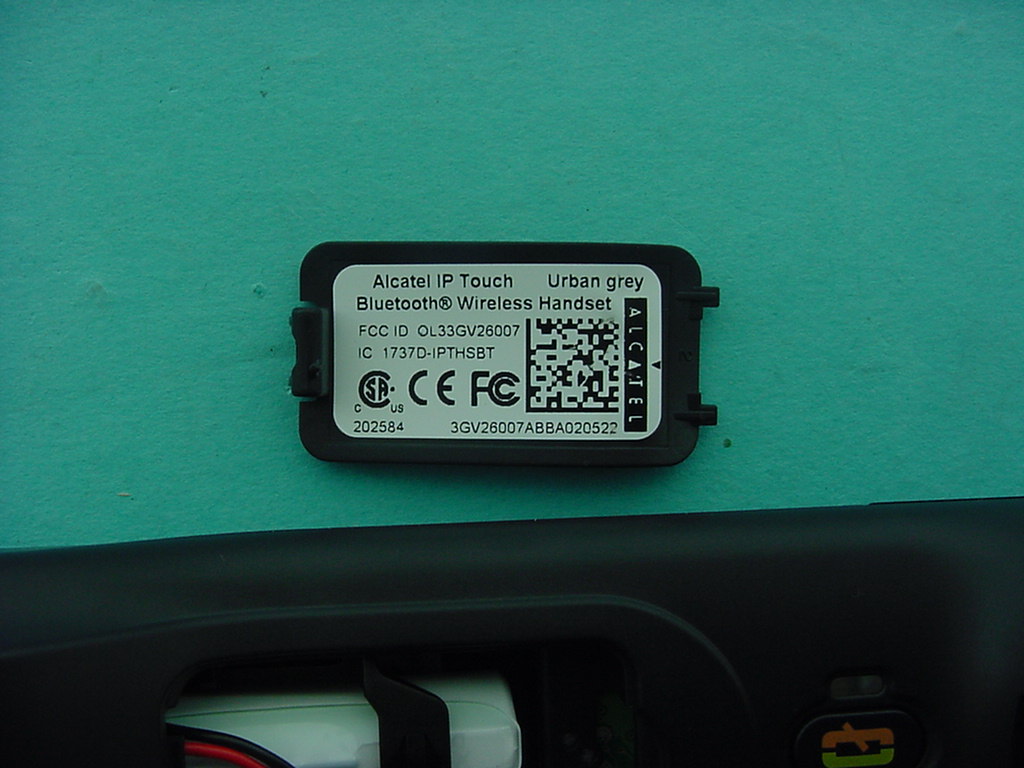 Alcatel IP Touch Urban grey
Bluetooth® Wireless Handset
FCC ID OL33GV26007
IC 1737D-IPTHSBT
C SA US CE FC
202584 3GV26007ABBA020522
ALCATEL